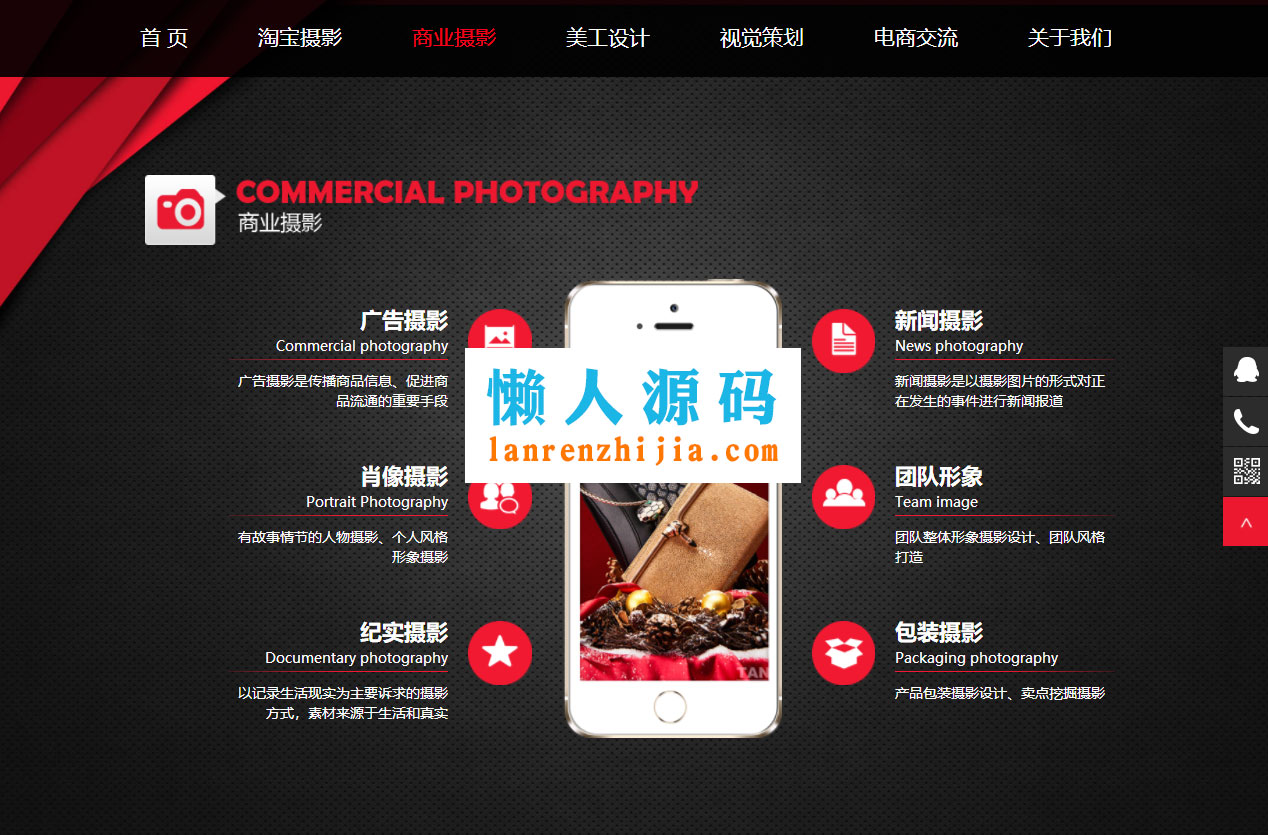 首 页 淘宝摄影 商业摄影 美工设计 视觉策划 电商交流 关于我们
COMMERCIAL PHOTOGRAPHY
商业摄影
广告摄影
Commercial photography
广告摄影是传播商品信息、促进商
品流通的重要手段
新闻摄影
News photography
新闻摄影是以摄影图片的形式对正
在发生的事件进行新闻报道
懒人源码
lanrenzhijia.com
肖像摄影
Portrait Photography
有故事情节的人物摄影、个人风格
形象摄影
团队形象
Team image
团队整体形象摄影设计、团队风格
打造
纪实摄影
Documentary photography
以记录生活现实为主要诉求的摄影
方式，素材来源于生活和真实
包装摄影
Packaging photography
产品包装摄影设计、卖点挖掘摄影